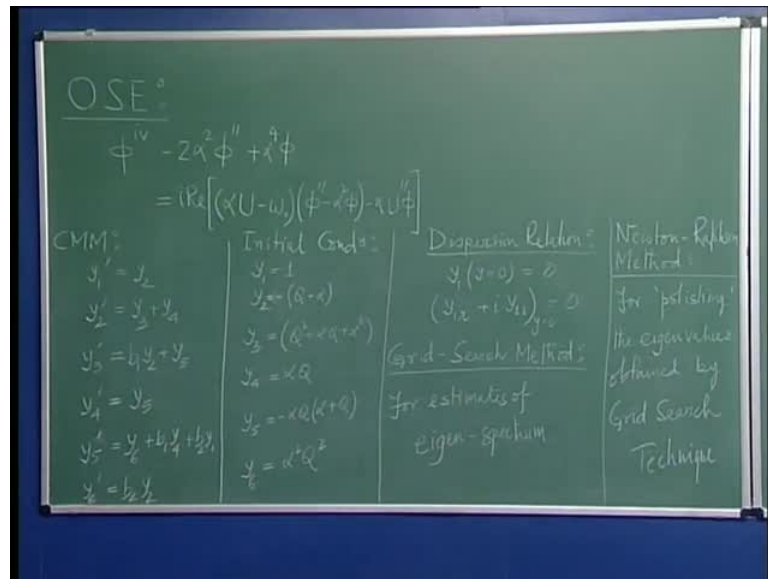 OSE:
ϕ^iv - 2α²ϕ'' + α⁴ϕ
= iRe[(αU - ω₀)(ϕ'' - α²ϕ) - αU''ϕ]
CMM:
y₁' = y₂
y₂' = y₃ + y₄
y₃' = b₁y₂ + y₅
y₄' = y₅
y₅' = y₆ + b₁y₄ + b₂y₁
y₆' = b₂y₂
Initial Condⁿˢ:
y₁ = 1
y₂ = -(Q+α)
y₃ = (Q² + αQ + α²)
y₄ = αQ
y₅ = -αQ(α+Q)
y₆ = α²Q²
Dispersion Relation:
y₁(y=0) = 0
(y₁r + i y₁i)y=0 = 0
Grid-Search Method:
For estimates of
eigen-spectrum
Newton-Raphson
Method:
For 'polishing'
the eigenvalues
obtained by
Grid Search
Technique